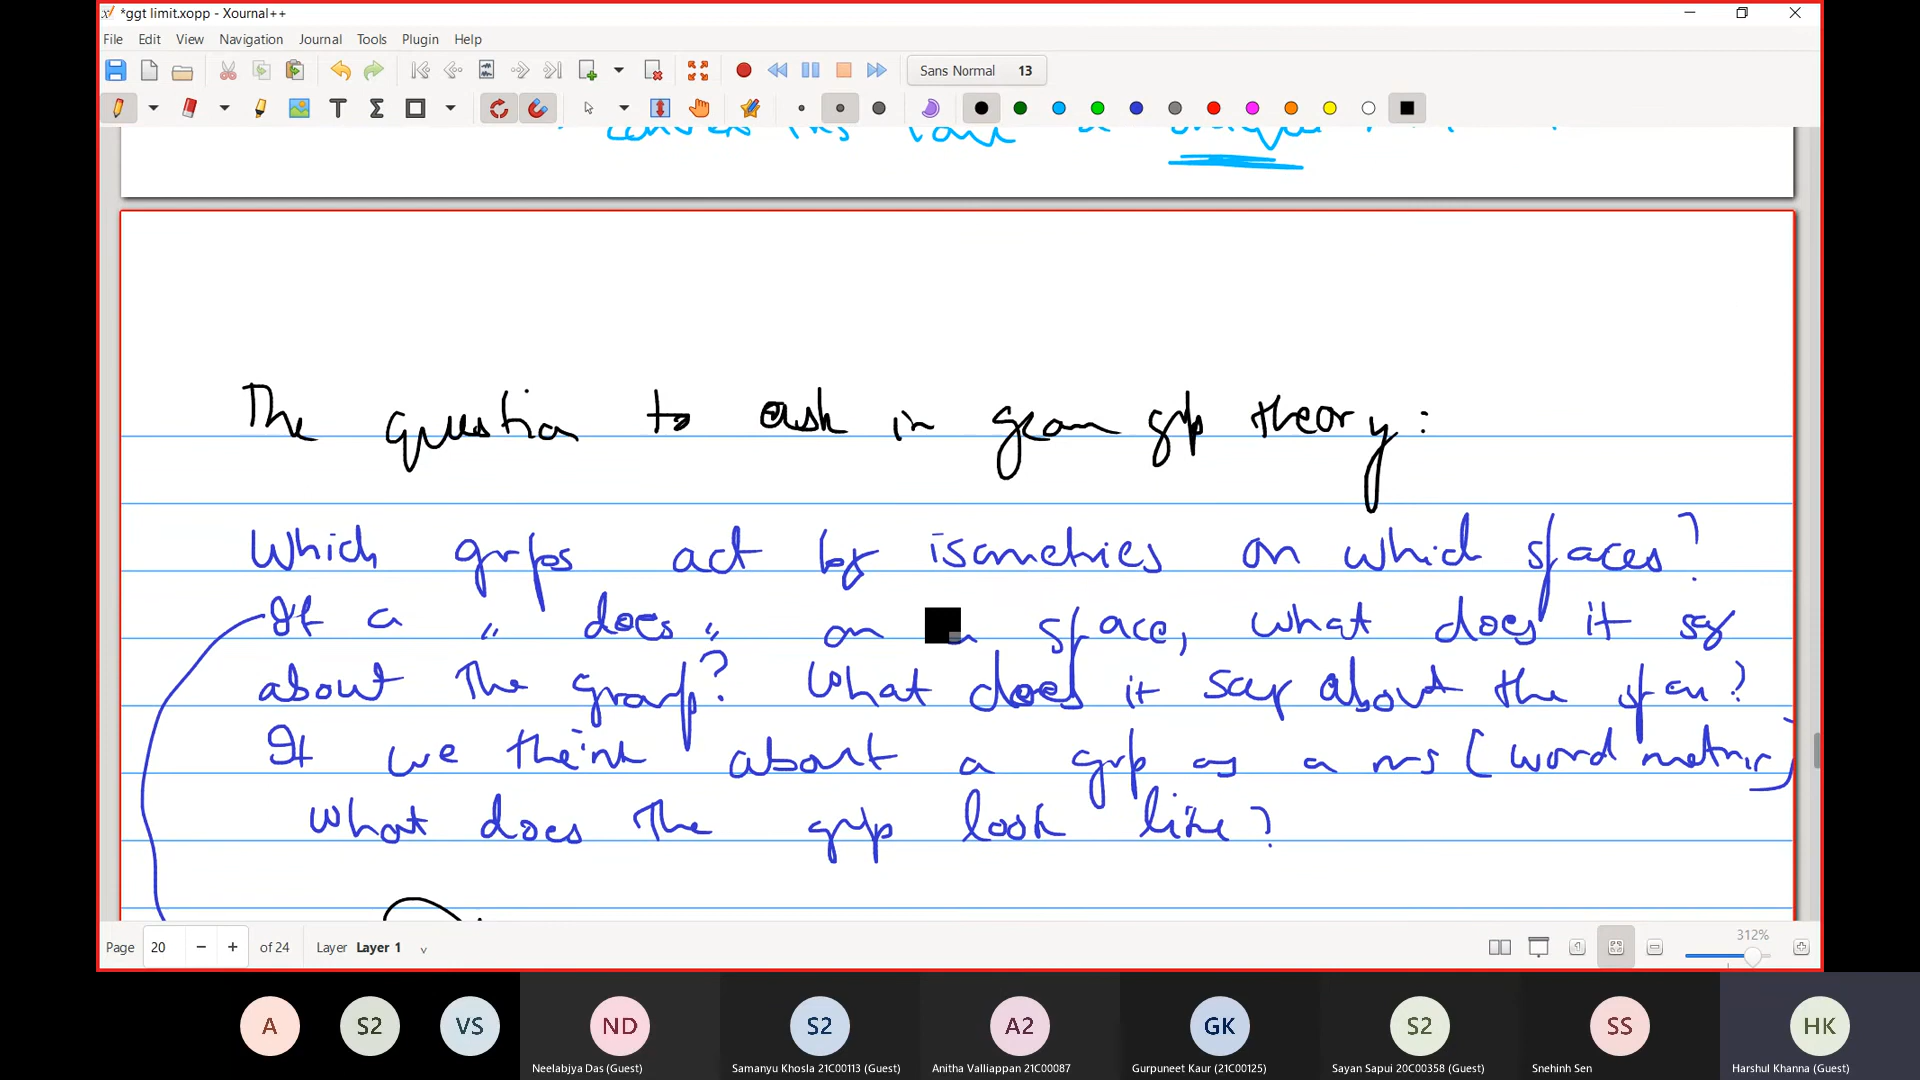 *ggt limit.xopp - Xournal++
File Edit View Navigation Journal Tools Plugin Help
Sans Normal 13
unique
The question to ask in geom grp theory:
Which grps act by isometries on which spaces?
If a " does " on a space, what does it say
about the group? What does it say about the space?
If we think about a grp as a ms (word metric)
what does the grp look like?
Page 20 − + of 24 Layer Layer 1 312%
A S2 VS ND S2 A2 GK S2 SS HK
Neelabjya Das (Guest) Samanyu Khosla 21C00113 (Guest) Anitha Valliappan 21C00087 Gurpuneet Kaur (21C00125) Sayan Sapui 20C00358 (Guest) Snehinh Sen Harshul Khanna (Guest)